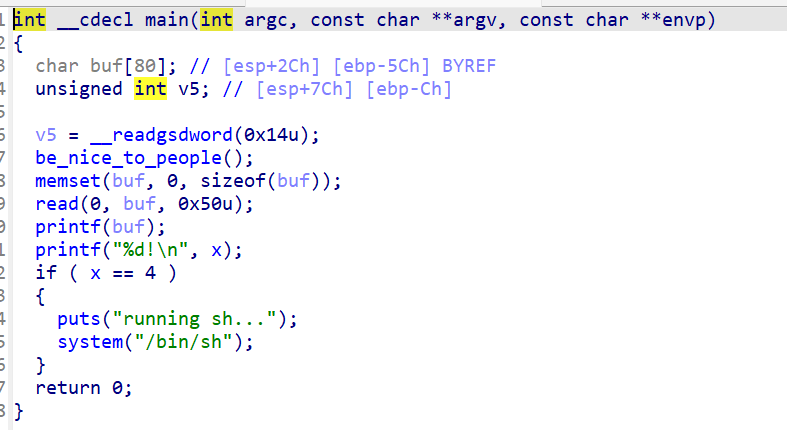 1 int __cdecl main(int argc, const char **argv, const char **envp)
2 {
3   char buf[80]; // [esp+2Ch] [ebp-5Ch] BYREF
4   unsigned int v5; // [esp+7Ch] [ebp-Ch]
5
6   v5 = __readgsdword(0x14u);
7   be_nice_to_people();
8   memset(buf, 0, sizeof(buf));
9   read(0, buf, 0x50u);
0   printf(buf);
1   printf("%d!\n", x);
2   if ( x == 4 )
3   {
4     puts("running sh...");
5     system("/bin/sh");
6   }
7   return 0;
8 }